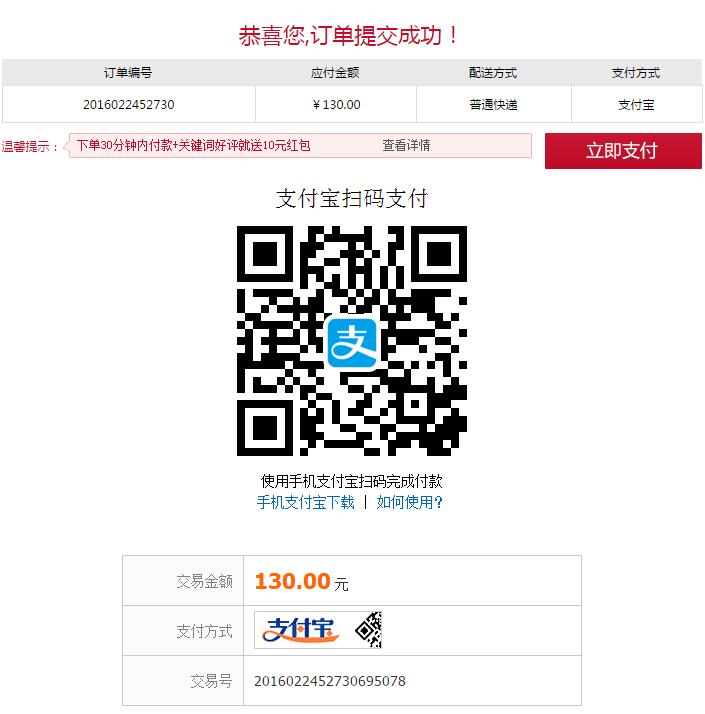 恭喜您,订单提交成功！
订单编号 应付金额 配送方式 支付方式
2016022452730 ￥130.00 普通快递 支付宝
温馨提示： 下单30分钟内付款+关键词好评就送10元红包 查看详情 立即支付
支付宝扫码支付
支
使用手机支付宝扫码完成付款
手机支付宝下载 | 如何使用?
交易金额 130.00 元
支付方式 支付宝
交易号 2016022452730695078